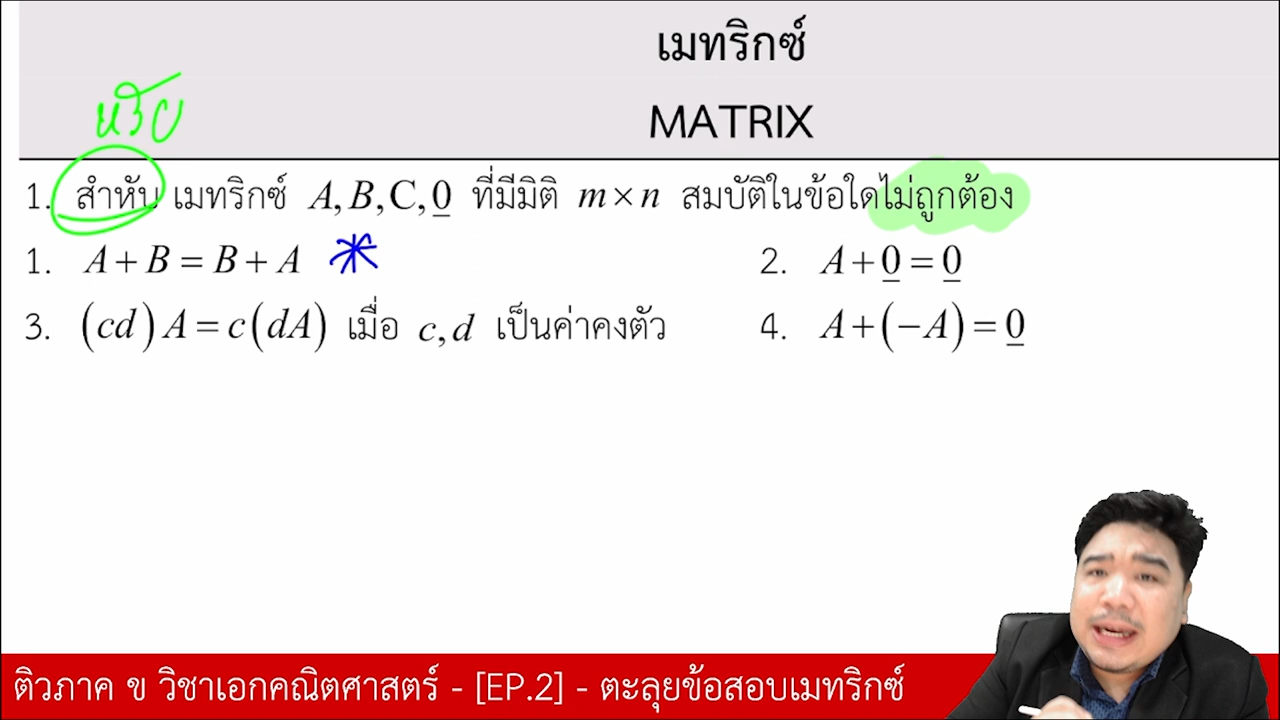 เมทริกซ์
MATRIX
1. สำหับ เมทริกซ์ A, B, C, 0 ที่มีมิติ m × n สมบัติในข้อใดไม่ถูกต้อง
1. A + B = B + A
2. A + 0 = 0
3. (cd) A = c (dA) เมื่อ c, d เป็นค่าคงตัว
4. A + (−A) = 0
ติวภาค ข วิชาเอกคณิตศาสตร์ - [EP.2] - ตะลุยข้อสอบเมทริกซ์